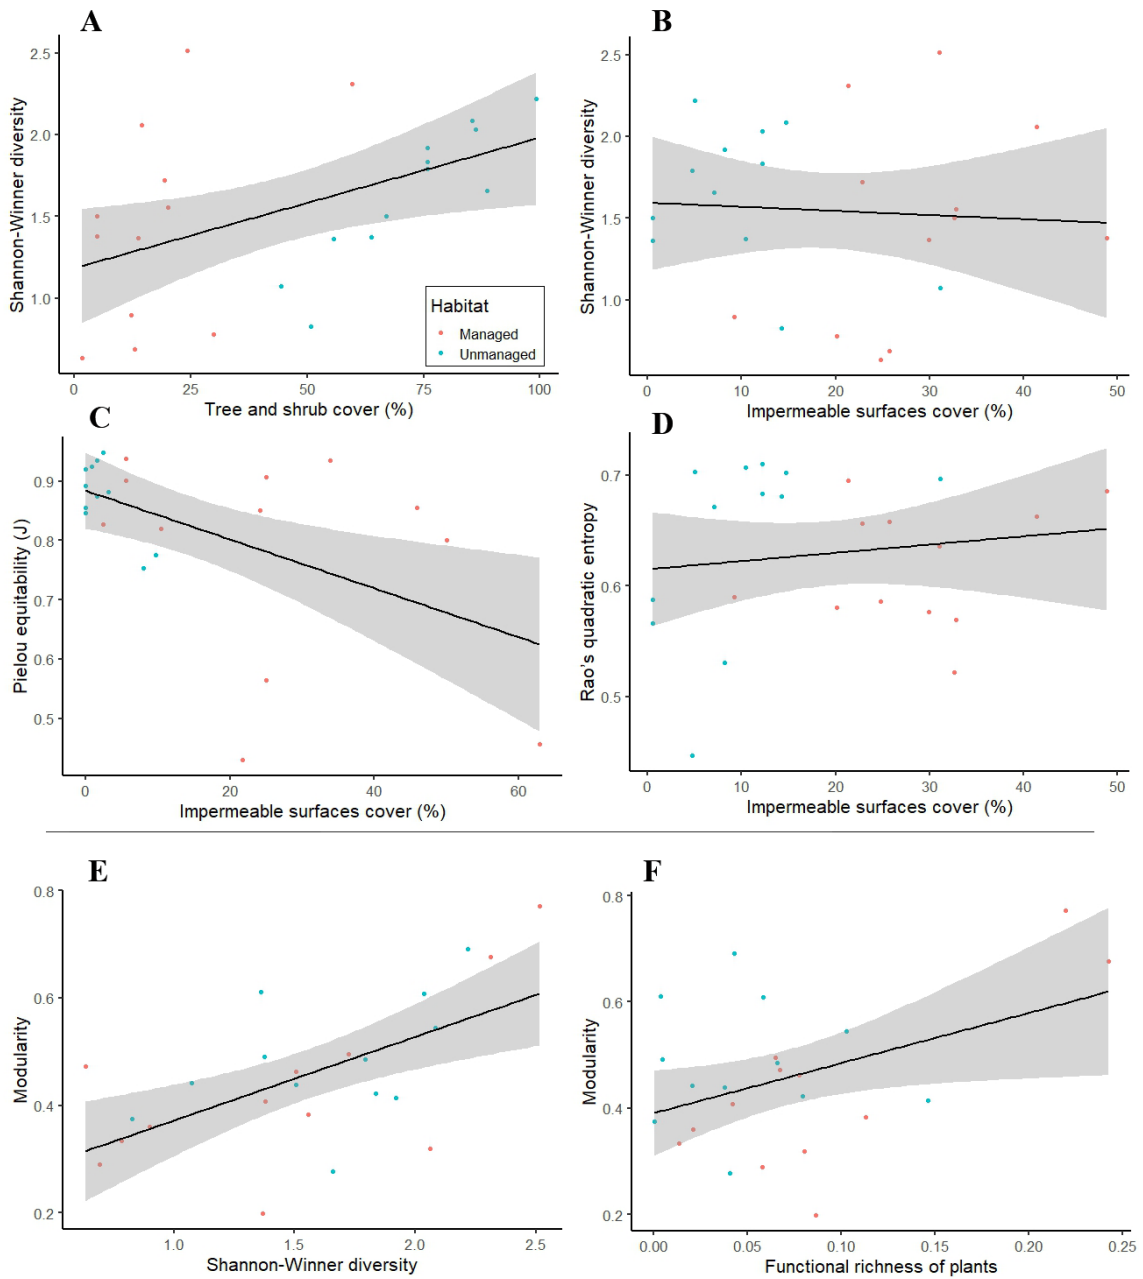 A
Shannon-Winner diversity
2.5
2.0
1.5
1.0
0
25
50
75
100
Tree and shrub cover (%)
Habitat
Managed
Unmanaged
B
Shannon-Winner diversity
2.5
2.0
1.5
1.0
0
10
20
30
40
50
Impermeable surfaces cover (%)
C
Pielou equitability (J)
0.9
0.8
0.7
0.6
0.5
0
20
40
60
Impermeable surfaces cover (%)
D
Rao's quadratic entropy
0.7
0.6
0.5
0
10
20
30
40
50
Impermeable surfaces cover (%)
E
Modularity
0.8
0.6
0.4
0.2
1.0
1.5
2.0
2.5
Shannon-Winner diversity
F
Modularity
0.8
0.6
0.4
0.2
0.00
0.05
0.10
0.15
0.20
0.25
Functional richness of plants